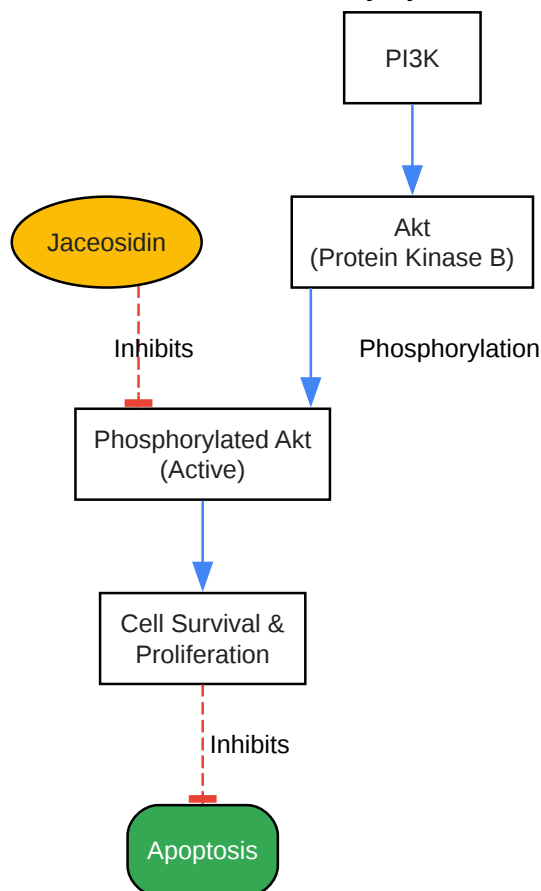 PI3K
Akt
(Protein Kinase B)
Jaceosidin
Inhibits
Phosphorylation
Phosphorylated Akt
(Active)
Cell Survival &
Proliferation
Inhibits
Apoptosis